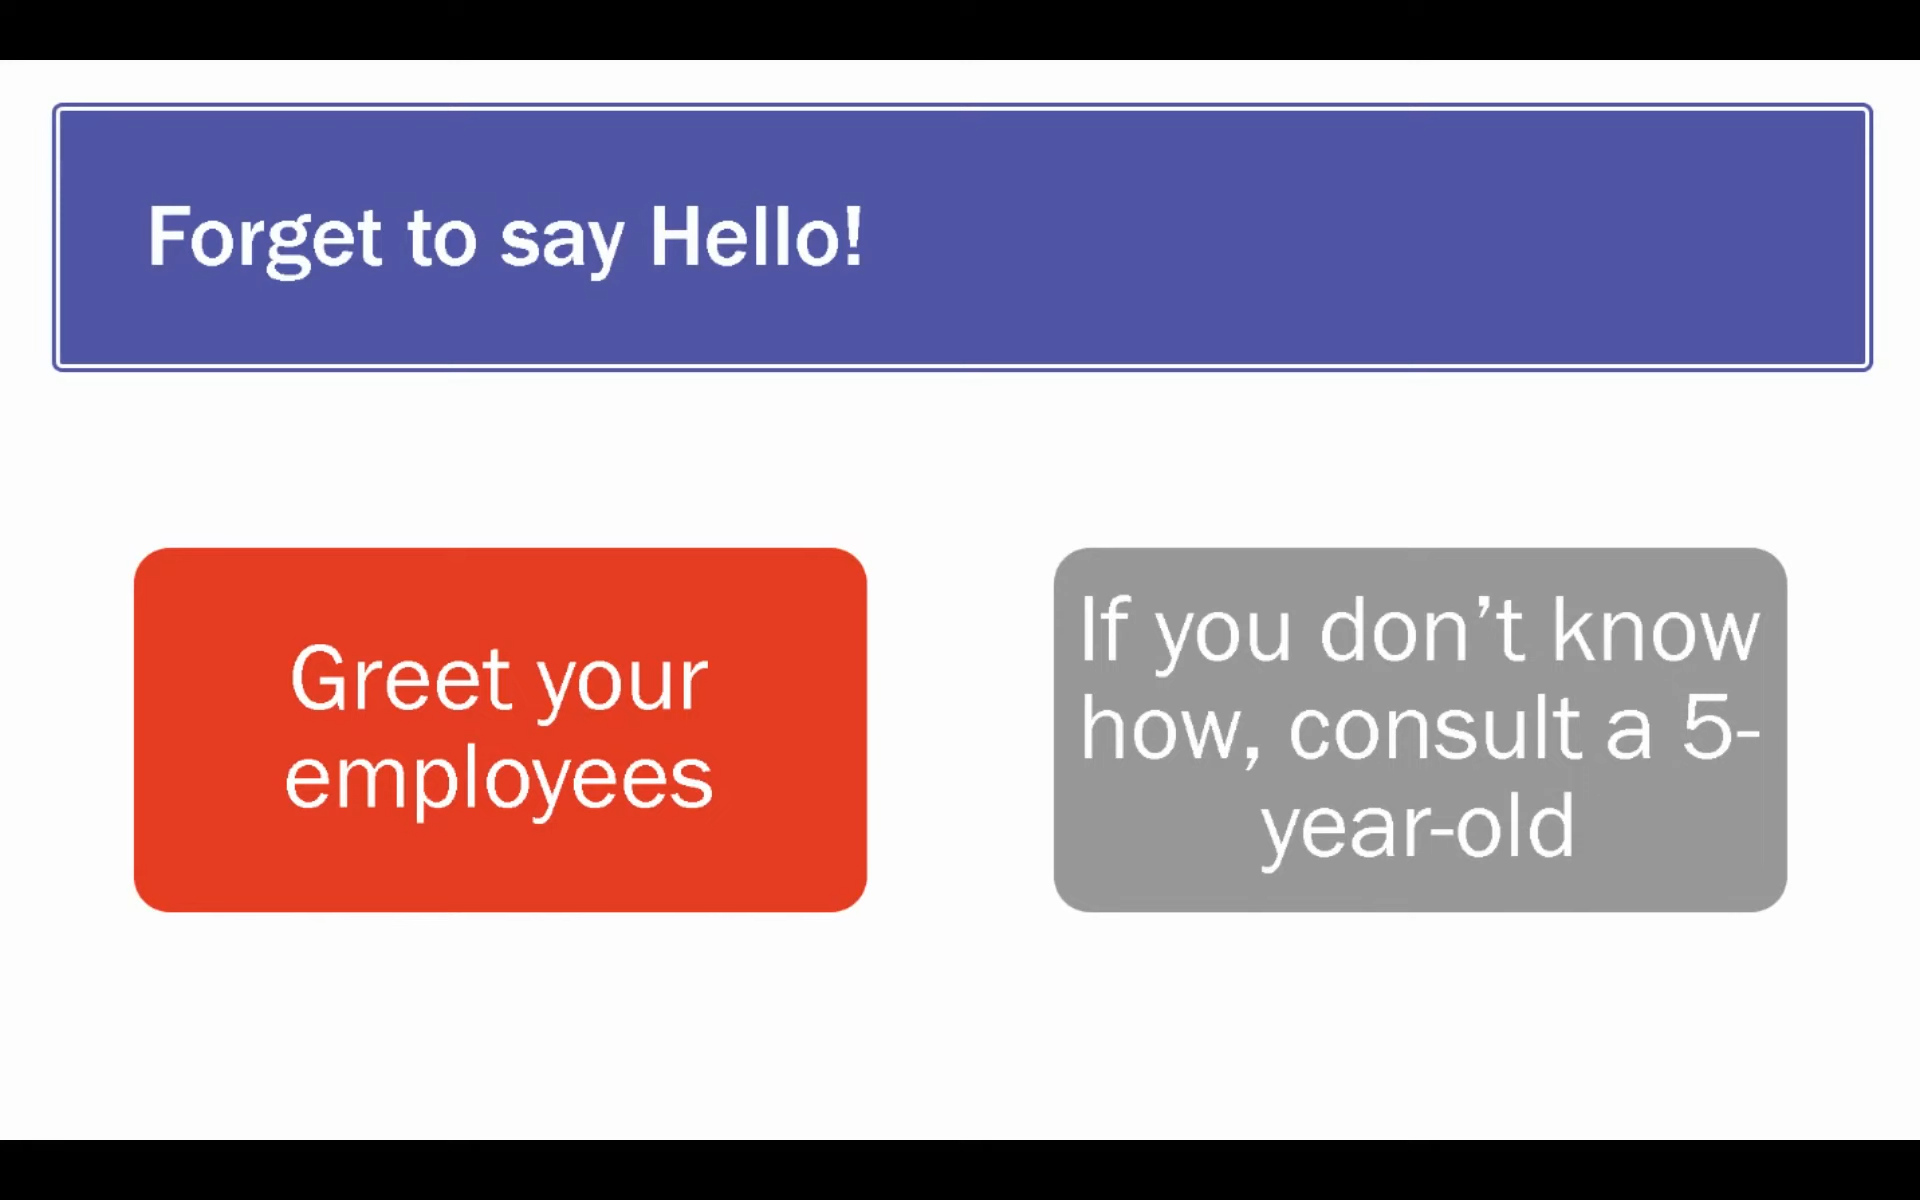 Forget to say Hello!
Greet your
employees
If you don’t know
how, consult a 5-
year-old